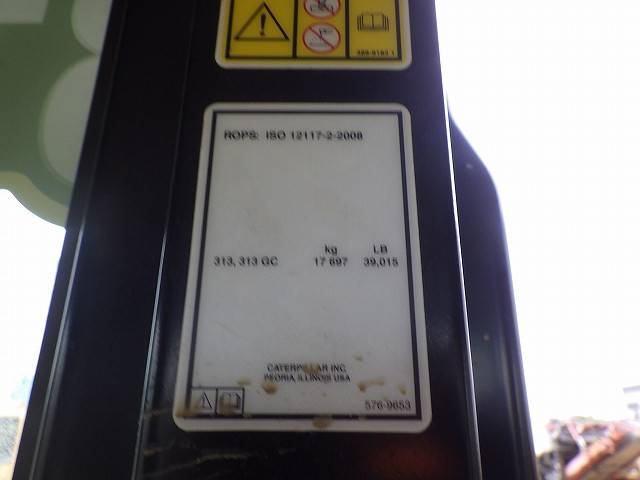 ROPS: ISO 12117-2-2008
kg LB
313, 313 GC 17 697 39,015
CATERPILLAR INC.
PEORIA, ILLINOIS USA
576-9653